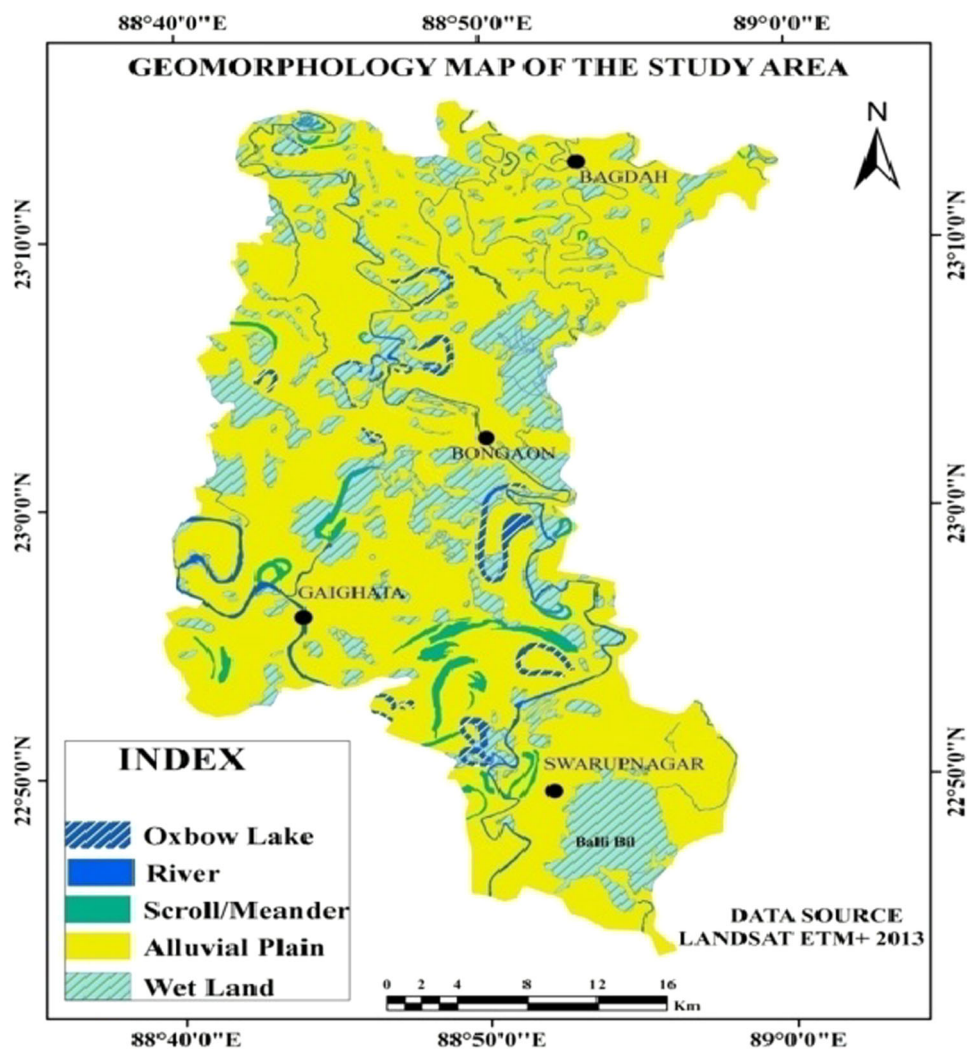 88°40'0"E 88°50'0"E 89°0'0"E
GEOMORPHOLOGY MAP OF THE STUDY AREA
N
BAGDAH
23°10'0"N 23°10'0"N
BONGAON
23°0'0"N 23°0'0"N
GAIGHATA
SWARUPNAGAR
22°50'0"N 22°50'0"N
Balli Bil
INDEX
Oxbow Lake
River
Scroll/Meander
Alluvial Plain
Wet Land
DATA SOURCE
LANDSAT ETM+ 2013
0 2 4 8 12 16
Km
88°40'0"E 88°50'0"E 89°0'0"E